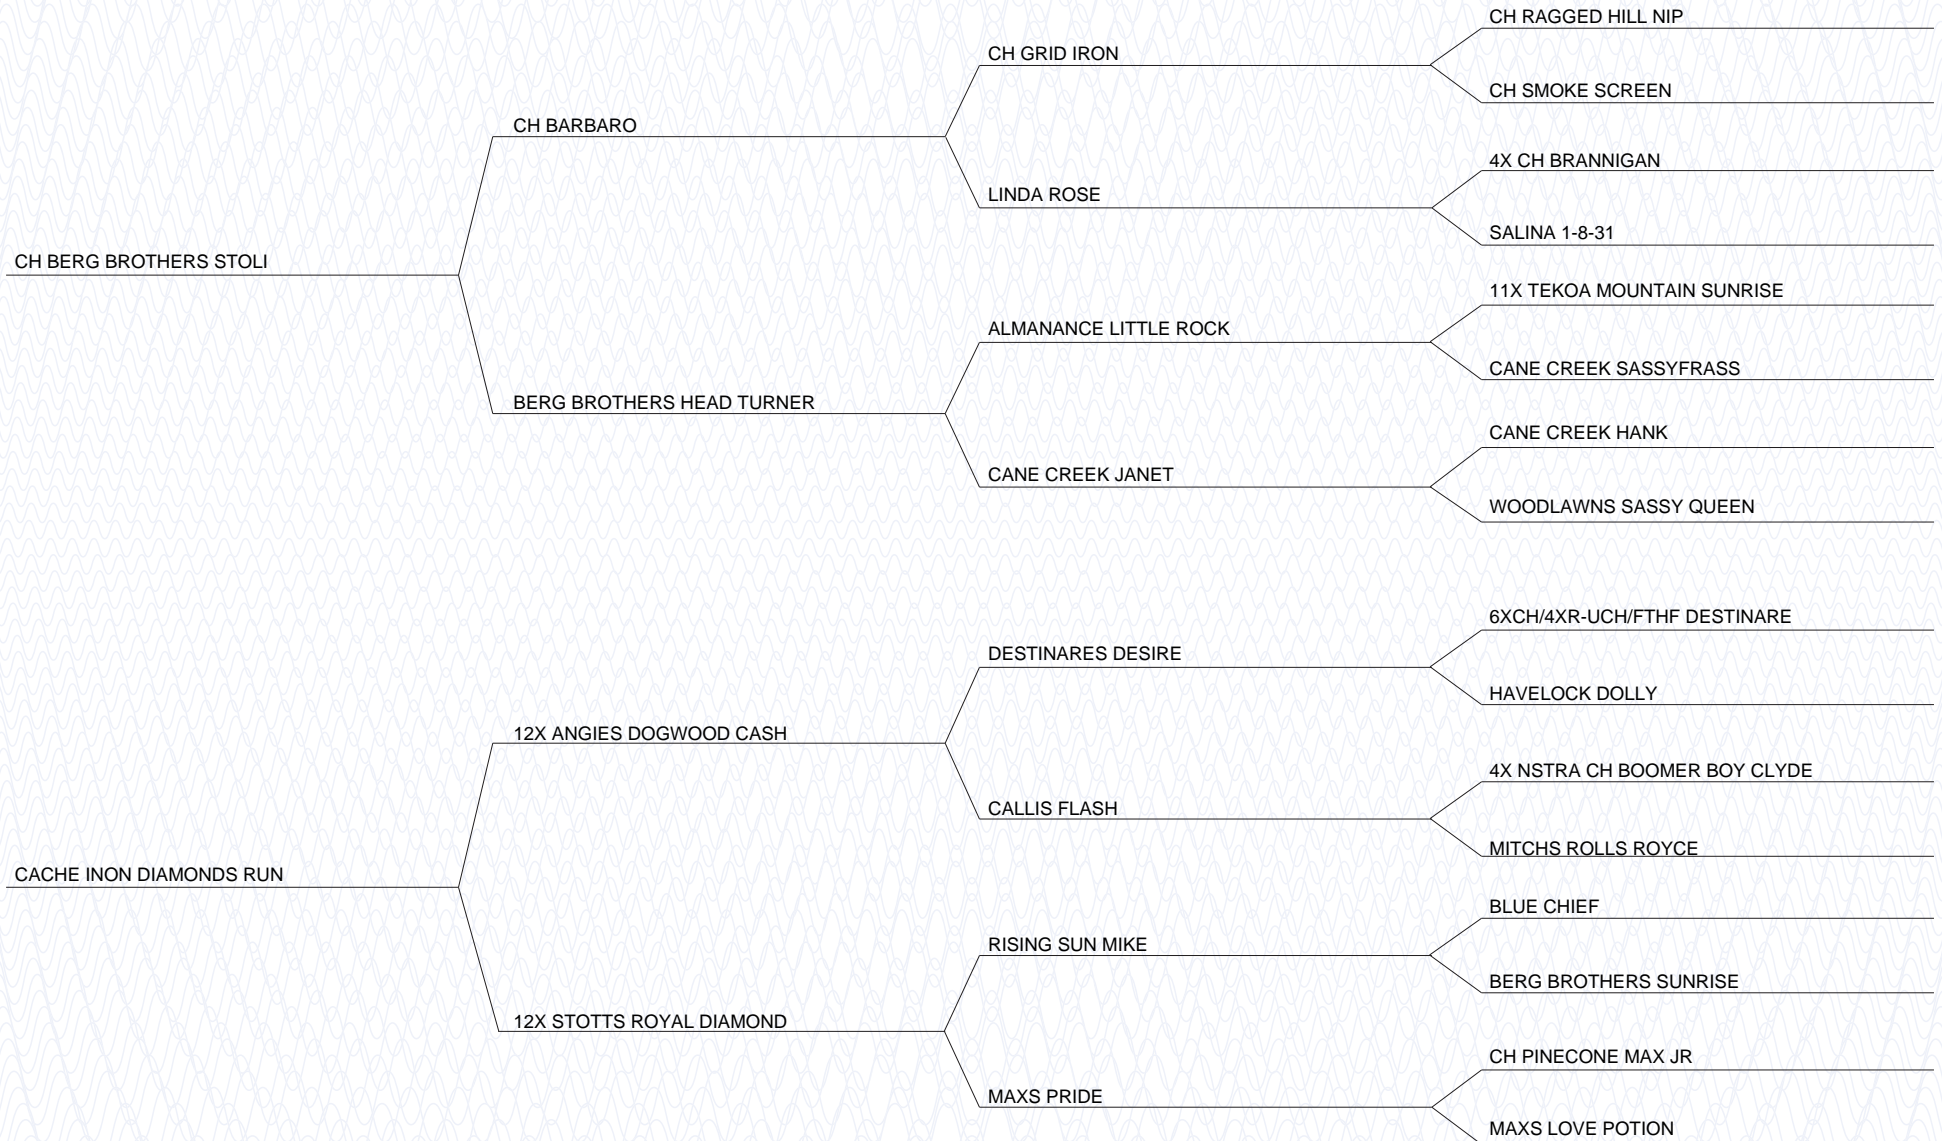 CH RAGGED HILL NIP
CH GRID IRON
CH SMOKE SCREEN
CH BARBARO
4X CH BRANNIGAN
LINDA ROSE
SALINA 1-8-31
CH BERG BROTHERS STOLI
11X TEKOA MOUNTAIN SUNRISE
ALMANANCE LITTLE ROCK
CANE CREEK SASSYFRASS
BERG BROTHERS HEAD TURNER
CANE CREEK HANK
CANE CREEK JANET
WOODLAWNS SASSY QUEEN
6XCH/4XR-UCH/FTHF DESTINARE
DESTINARES DESIRE
HAVELOCK DOLLY
12X ANGIES DOGWOOD CASH
4X NSTRA CH BOOMER BOY CLYDE
CALLIS FLASH
MITCHS ROLLS ROYCE
CACHE INON DIAMONDS RUN
BLUE CHIEF
RISING SUN MIKE
BERG BROTHERS SUNRISE
12X STOTTS ROYAL DIAMOND
CH PINECONE MAX JR
MAXS PRIDE
MAXS LOVE POTION